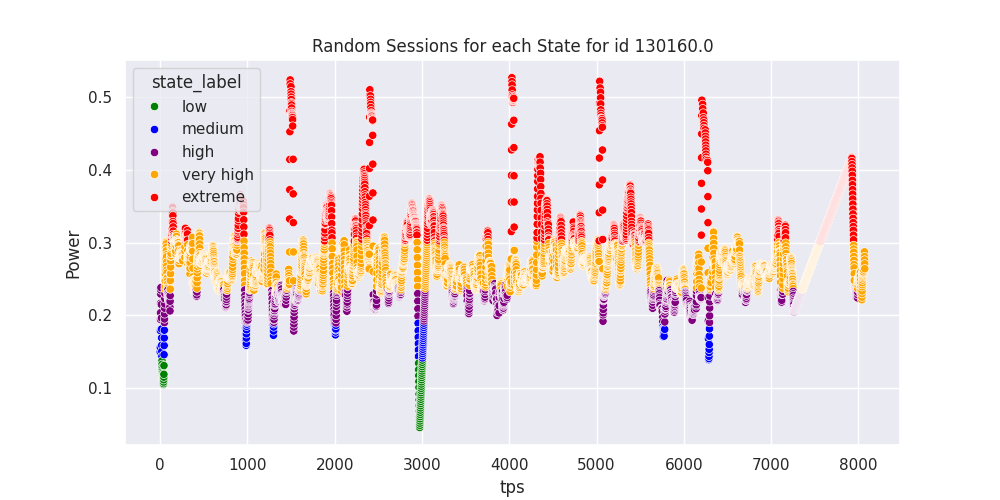 Random Sessions for each State for id 130160.0
state_label
low
medium
high
very high
extreme
Power
0.5
0.4
0.3
0.2
0.1
0 1000 2000 3000 4000 5000 6000 7000 8000
tps